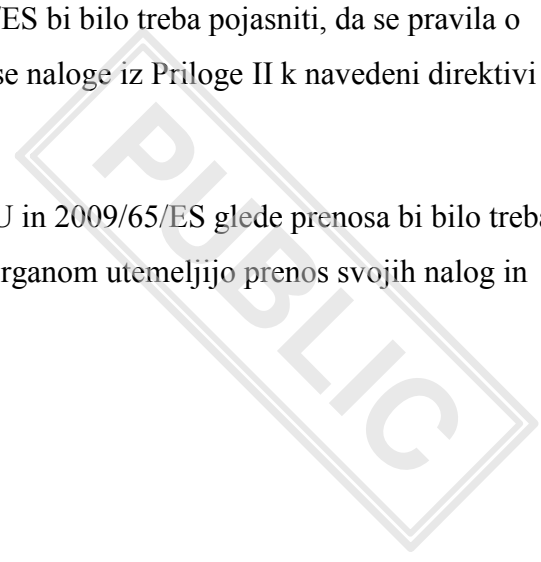 /ES bi bilo treba pojasniti, da se pravila o
se naloge iz Priloge II k navedeni direktivi
U in 2009/65/ES glede prenosa bi bilo treba
rganom utemeljijo prenos svojih nalog in
PUBLIC